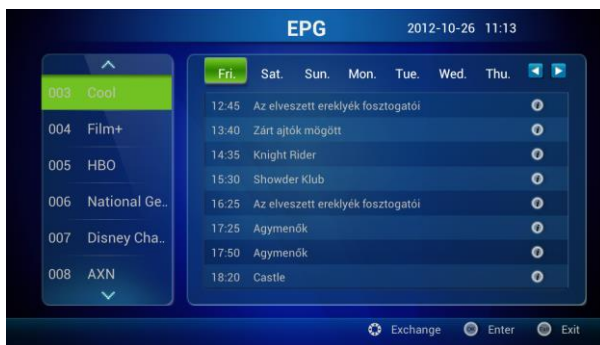 EPG 2012-10-26 11:13
003 Cool
004 Film+
005 HBO
006 National Ge..
007 Disney Cha..
008 AXN
Fri. Sat. Sun. Mon. Tue. Wed. Thu.
12:45 Az elveszett ereklyék fosztogatói
13:40 Zárt ajtók mögött
14:35 Knight Rider
15:30 Showder Klub
16:25 Az elveszett ereklyék fosztogatói
17:25 Agymenők
17:50 Agymenők
18:20 Castle
Exchange Enter Exit